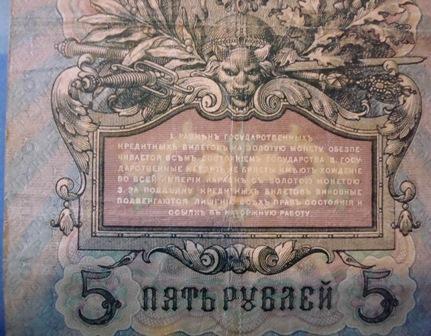 1. РАЗМѢНЪ ГОСУДАРСТВЕННЫХЪ
КРЕДИТНЫХЪ БИЛЕТОВЪ НА ЗОЛОТУЮ МОНЕТУ ОБЕЗПЕ-
ЧИВАЕТСЯ ВСѢМЪ ДОСТОЯНІЕМЪ ГОСУДАРСТВА. 2. ГОСУ-
ДАРСТВЕННЫЕ КРЕДИТНЫЕ БИЛЕТЫ ИМѢЮТЪ ХОЖДЕНІЕ
ВО ВСЕЙ ИМПЕРІИ НАРАВНѢ СЪ ЗОЛОТОЮ МОНЕТОЮ.
3. ЗА ПОДДѢЛКУ КРЕДИТНЫХЪ БИЛЕТОВЪ ВИНОВНЫЕ
ПОДВЕРГАЮТСЯ ЛИШЕНІЮ ВСѢХЪ ПРАВЪ СОСТОЯНІЯ И
ССЫЛКѢ ВЪ КАТОРЖНУЮ РАБОТУ.
5 ПЯТЬ РУБЛЕЙ 5